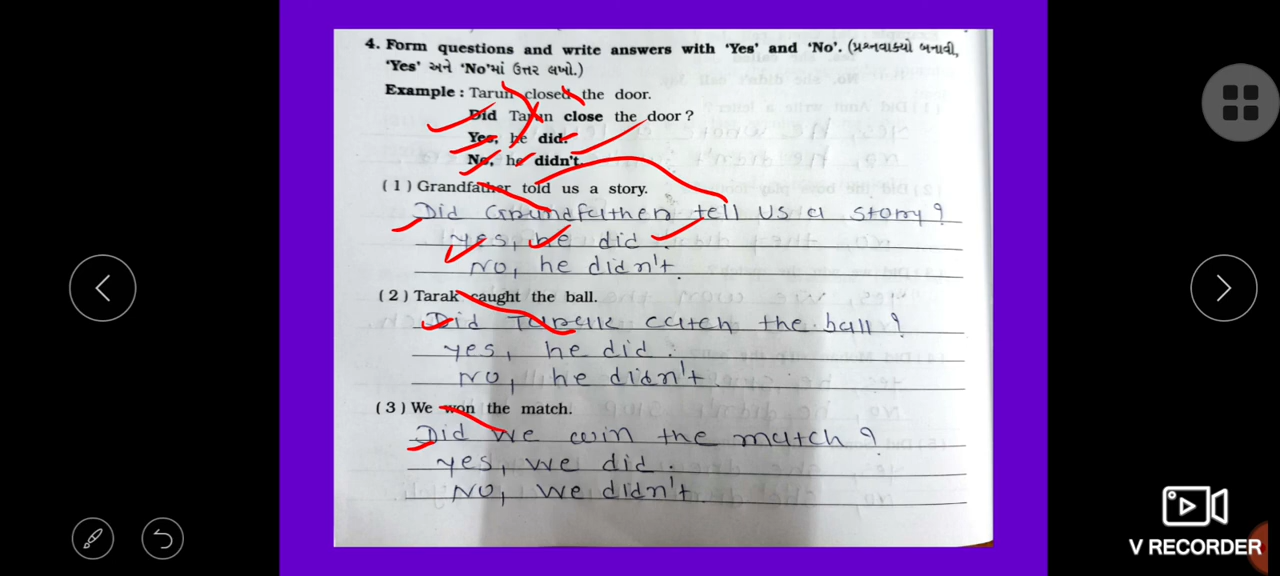 4. Form questions and write answers with 'Yes' and 'No'. (પ્રશ્નવાક્યો બનાવી,
'Yes' અને 'No'માં ઉત્તર લખો.)
Example : Tarun closed the door.
Did Tarun close the door ?
Yes, he did.
No, he didn't.
( 1 ) Grandfather told us a story.
Did Grandfather tell us a story?
Yes, he did.
No, he didn't.
( 2 ) Tarak caught the ball.
Did Tarak catch the ball?
Yes, he did.
No, he didn't.
( 3 ) We won the match.
Did we win the match?
Yes, we did.
No, we didn't.
V RECORDER